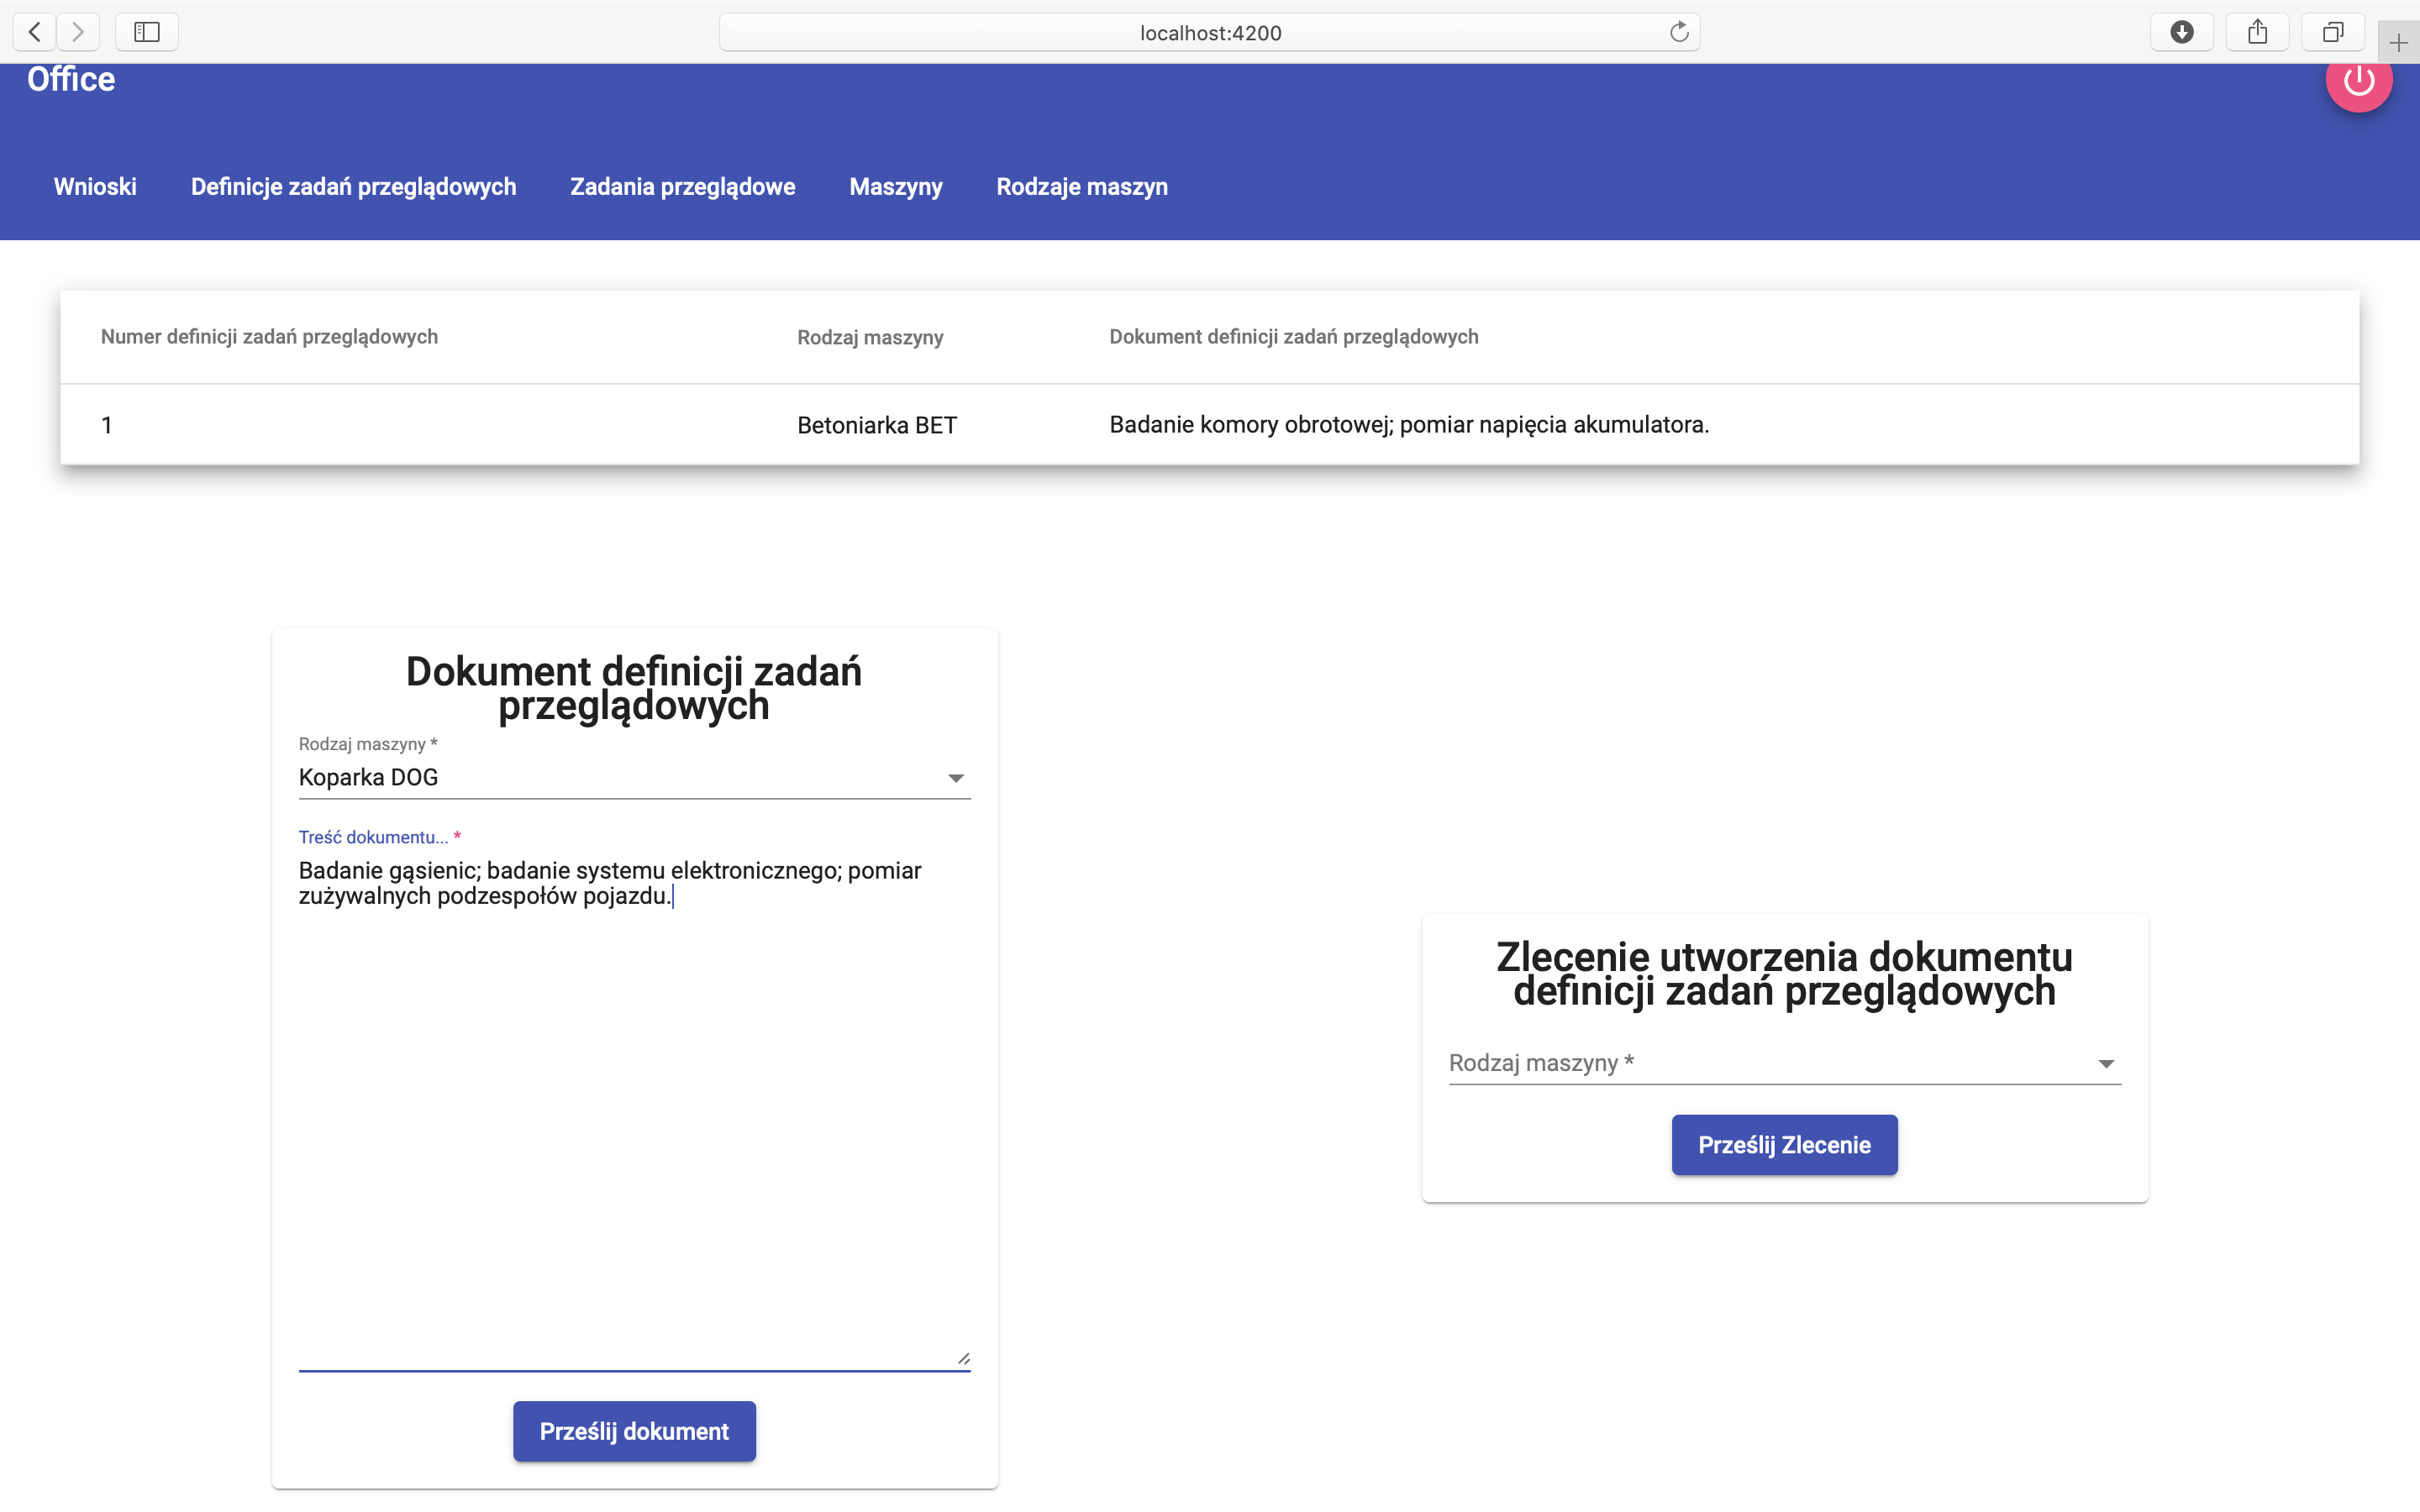 localhost:4200
Office
Wnioski Definicje zadań przeglądowych Zadania przeglądowe Maszyny Rodzaje maszyn
Numer definicji zadań przeglądowych Rodzaj maszyny Dokument definicji zadań przeglądowych
1 Betoniarka BET Badanie komory obrotowej; pomiar napięcia akumulatora.
Dokument definicji zadań
przeglądowych
Rodzaj maszyny *
Koparka DOG
Treść dokumentu... *
Badanie gąsienic; badanie systemu elektronicznego; pomiar
zużywalnych podzespołów pojazdu.
Prześlij dokument
Zlecenie utworzenia dokumentu
definicji zadań przeglądowych
Rodzaj maszyny *
Prześlij Zlecenie